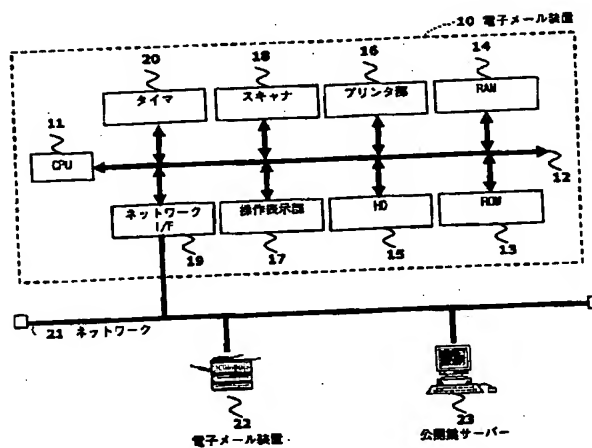 10 電子メール装置
20
18
16
14
タイマ
スキャナ
プリンタ部
RAM
11
CPU
12
ネットワーク
I/F
操作表示部
HD
ROM
19
17
15
13
21 ネットワーク
22
23
電子メール装置
公開鍵サーバー